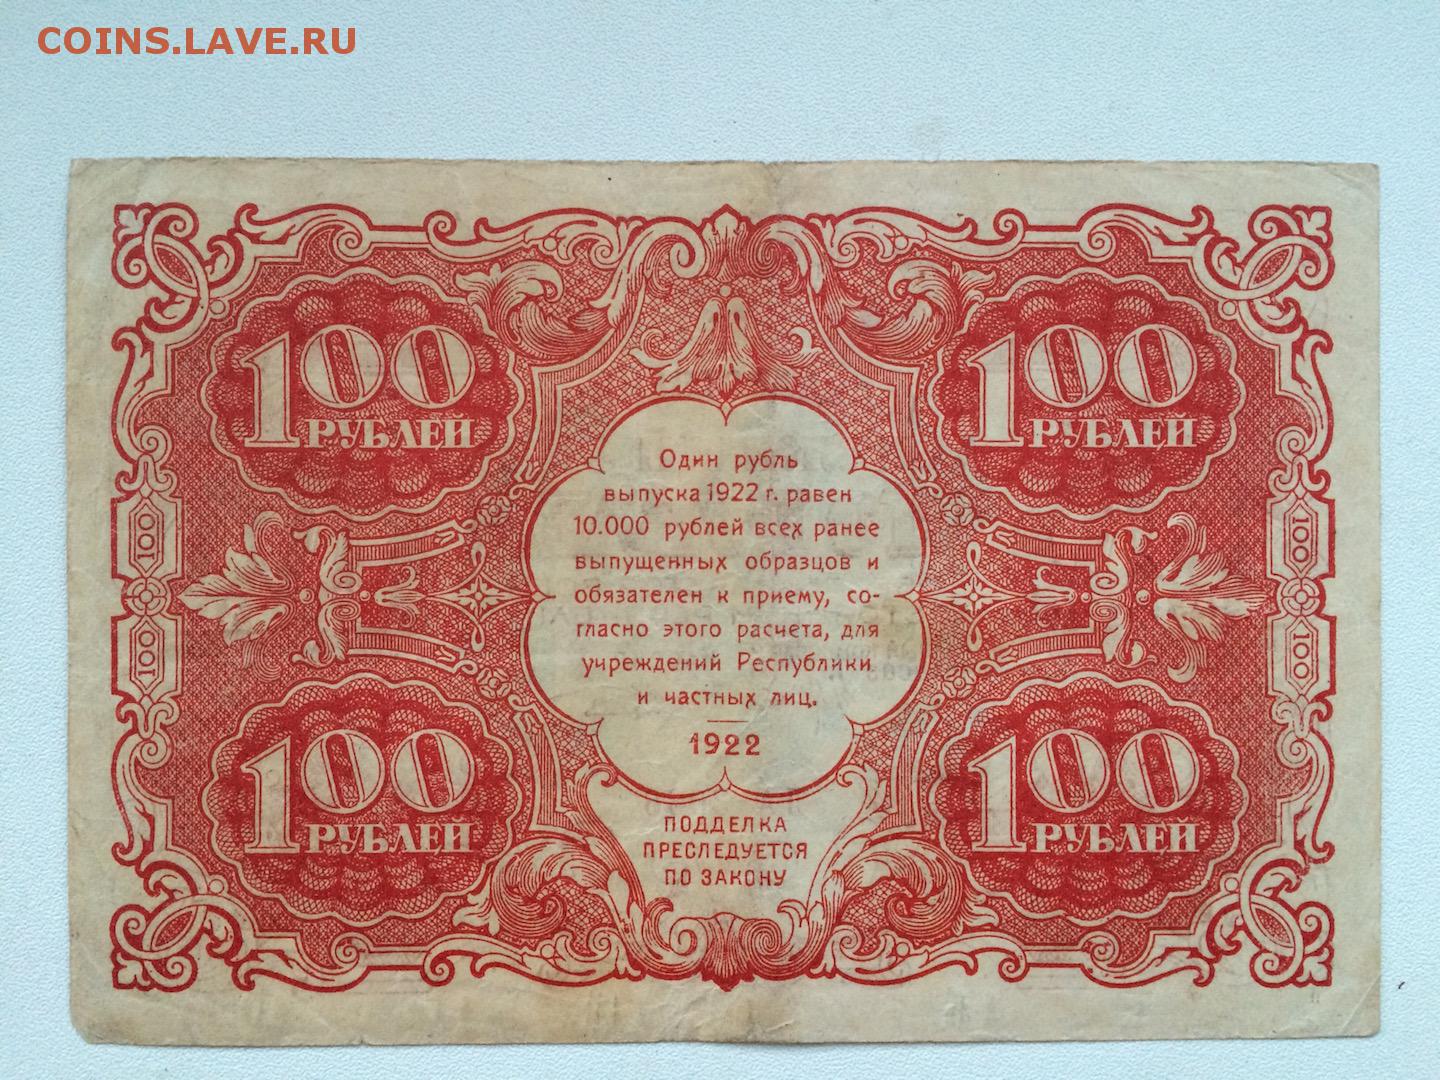 COINS.LAVE.RU
100 100
РУБЛЕЙ РУБЛЕЙ
Один рубль
выпуска 1922 г. равен
10.000 рублей всех ранее
выпущенных образцов и
обязателен к приему, со-
гласно этого расчета, для
учреждений Республики
и частных лиц.
1922
100 100
100 100
100 100
РУБЛЕЙ РУБЛЕЙ
ПОДДЕЛКА
ПРЕСЛЕДУЕТСЯ
ПО ЗАКОНУ